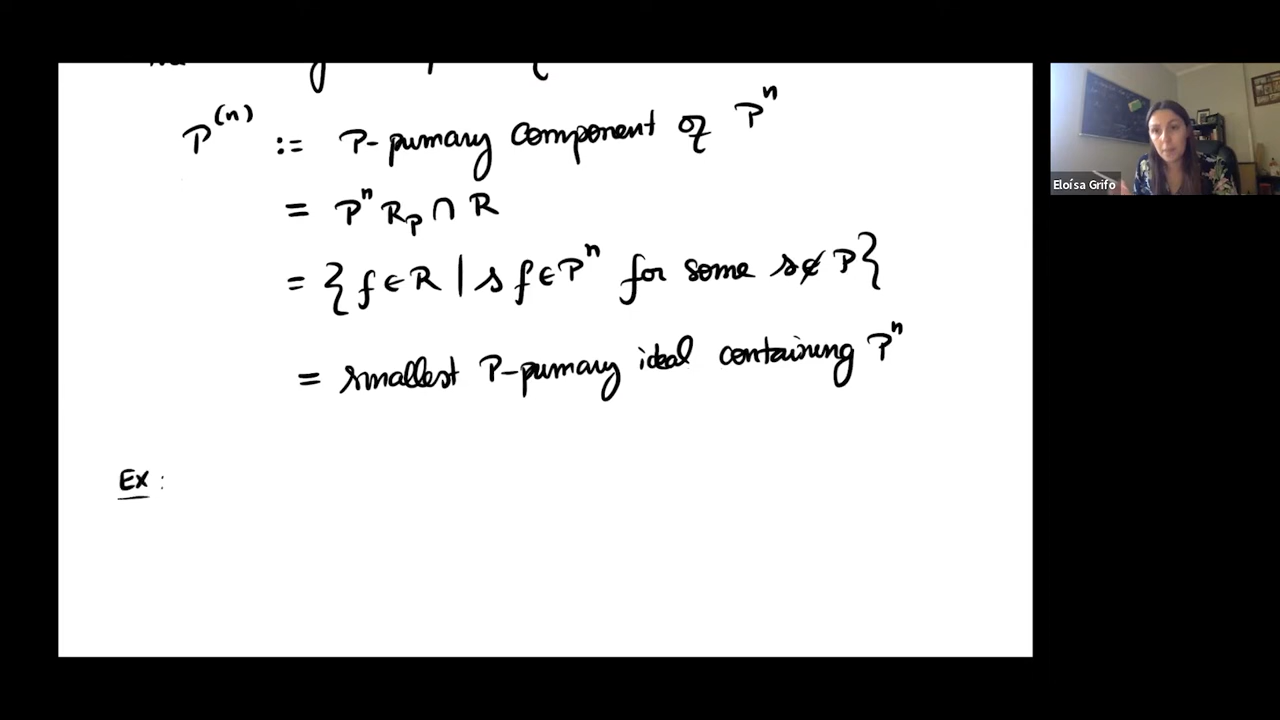 P^(n) := P-primary component of P^n
= P^n R_P ∩ R
= { f ∈ R | s f ∈ P^n for some s ∉ P }
= smallest P-primary ideal containing P^n
Ex :
Eloísa Grifo